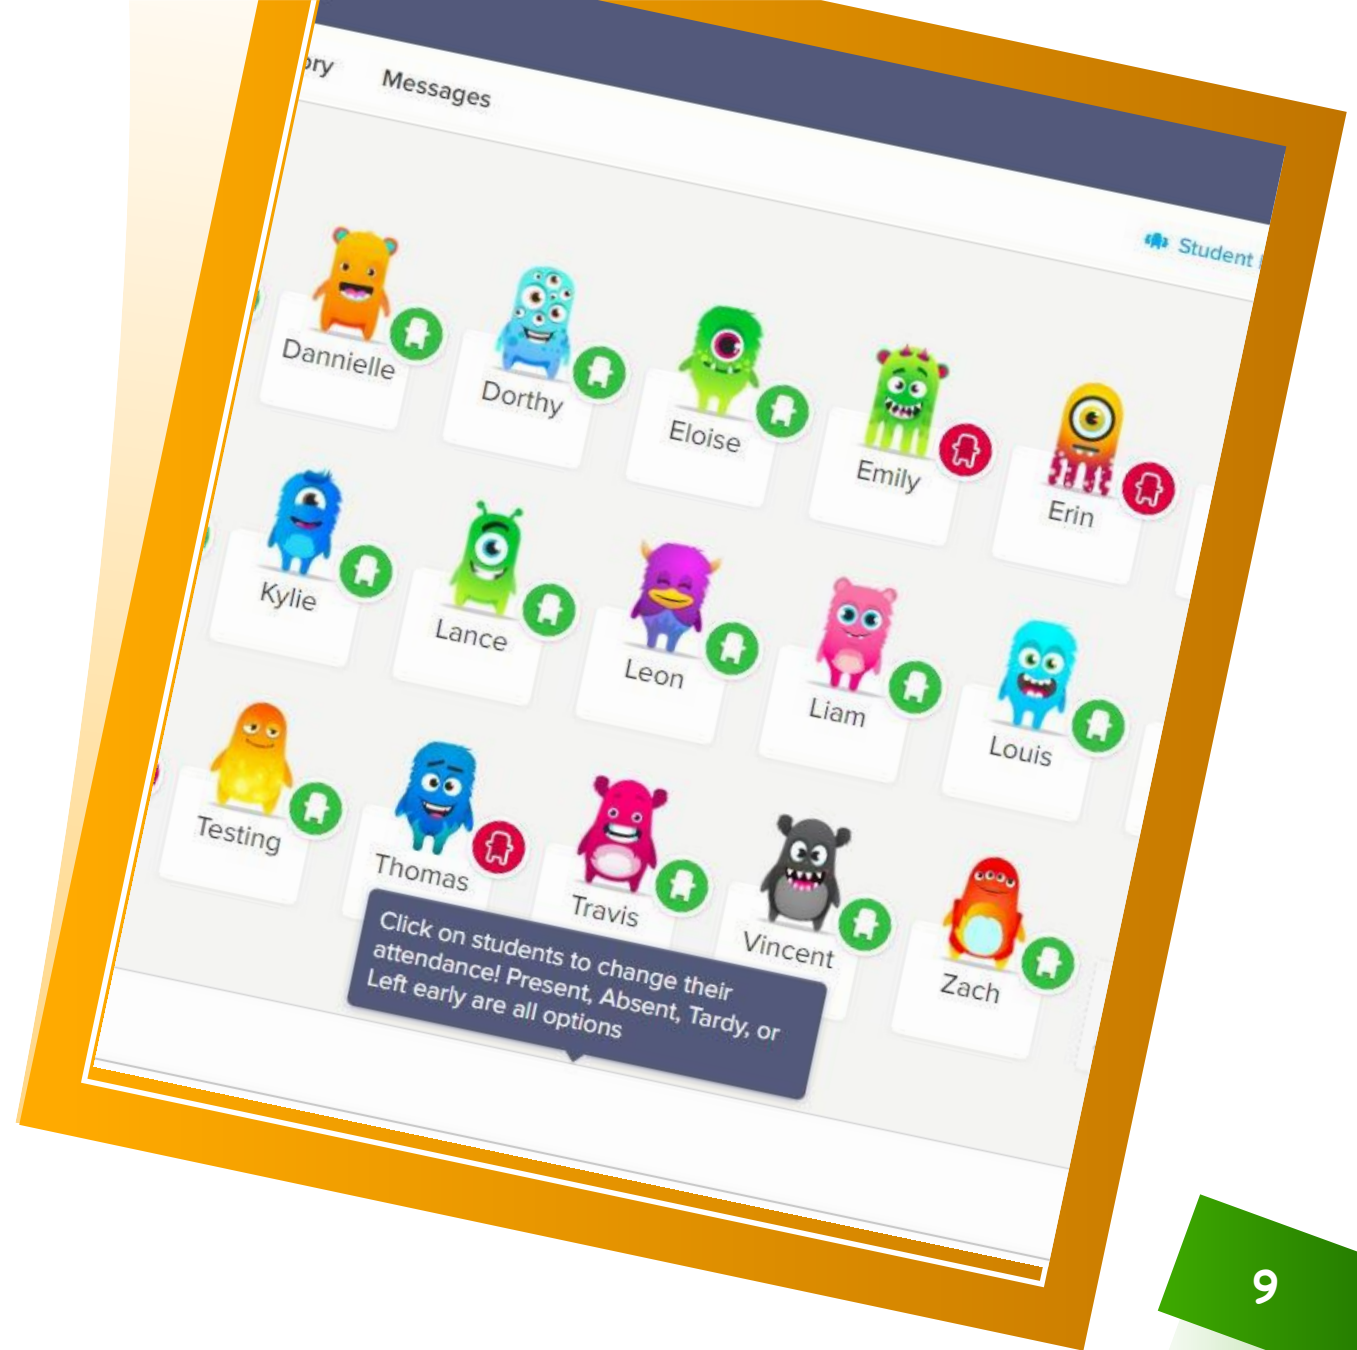 Messages
Student
Dannielle
Dorthy
Eloise
Emily
Erin
Kylie
Lance
Leon
Liam
Louis
Testing
Thomas
Travis
Vincent
Zach
Click on students to change their
attendance! Present, Absent, Tardy, or
Left early are all options
9